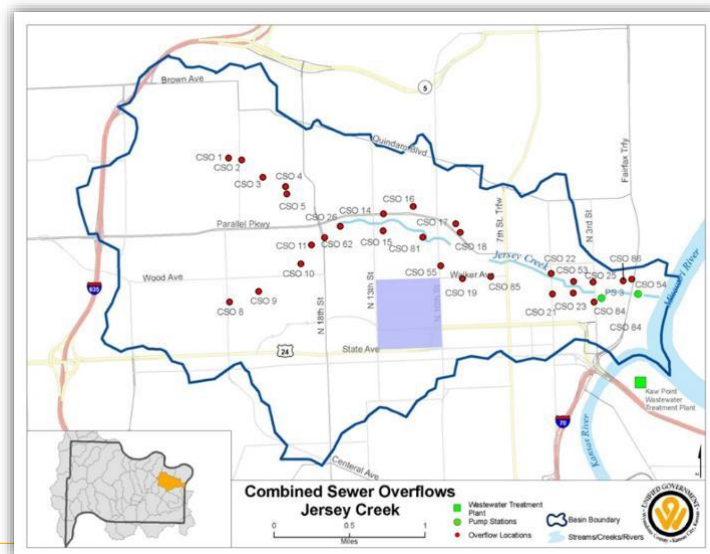 Brown Ave
5
Quindaro Blvd
Fairfax Trfy
CSO 1
CSO 2
CSO 3
CSO 4
CSO 5
CSO 16
CSO 14
CSO 26
Parallel Pkwy
CSO 17
7th St. Trfw
N 3rd St.
CSO 15
CSO 18
CSO 62
CSO 11
CSO 81
Jersey Creek
CSO 22
CSO 86
CSO 53
CSO 10
CSO 55
Walker Ave
CSO 25
CSO 54
Wood Ave
N 13th St
Missouri River
635
CSO 9
CSO 8
N 18th St
CSO 19
CSO 85
PS 3
CSO 21
CSO 23
CSO 84
CSO 84
24
State Ave
Kaw Point
Wastewater
Treatment Plant
70
Kansas River
Centeral Ave
Combined Sewer Overflows
Jersey Creek
0
0.5
1
Miles
Wastewater Treatment
Plant
Pump Stations
Overflow Locations
Basin Boundary
Streams/Creeks/Rivers
UNIFIED GOVERNMENT